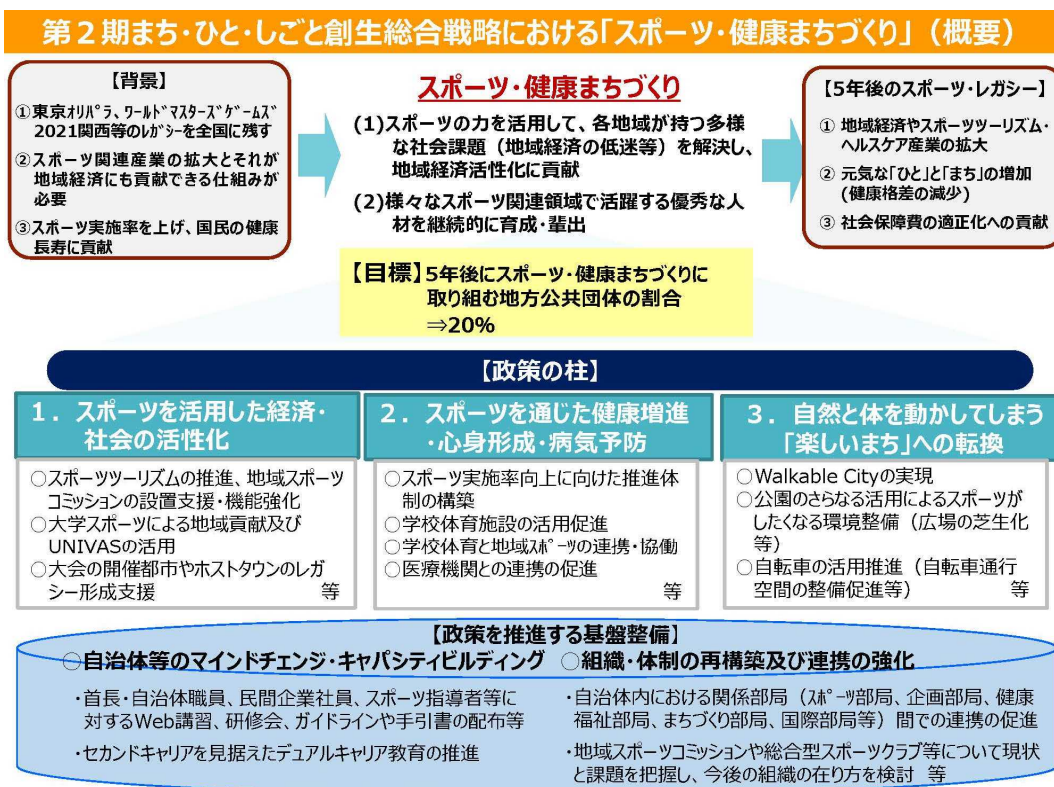 第2期まち・ひと・しごと創生総合戦略における「スポーツ・健康まちづくり」（概要）
【背景】
①東京ｵﾘﾊﾟﾗ、ﾜｰﾙﾄﾞﾏｽﾀｰｽﾞｹﾞｰﾑｽﾞ
2021関西等のﾚｶﾞｼｰを全国に残す
②スポーツ関連産業の拡大とそれが
地域経済にも貢献できる仕組みが
必要
③スポーツ実施率を上げ、国民の健康
長寿に貢献
スポーツ・健康まちづくり
(1)スポーツの力を活用して、各地域が持つ多様
な社会課題（地域経済の低迷等）を解決し、
地域経済活性化に貢献
(2)様々なスポーツ関連領域で活躍する優秀な人
材を継続的に育成・輩出
【目標】5年後にスポーツ・健康まちづくりに
取り組む地方公共団体の割合
⇒20%
【5年後のスポーツ・レガシー】
① 地域経済やスポーツツーリズム・
ヘルスケア産業の拡大
② 元気な「ひと」と「まち」の増加
(健康格差の減少)
③ 社会保障費の適正化への貢献
【政策の柱】
1．スポーツを活用した経済・
社会の活性化
○スポーツツーリズムの推進、地域スポーツ
コミッションの設置支援・機能強化
○大学スポーツによる地域貢献及び
UNIVASの活用
○大会の開催都市やホストタウンのレガ
シー形成支援 等
2．スポーツを通じた健康増進
・心身形成・病気予防
○スポーツ実施率向上に向けた推進体
制の構築
○学校体育施設の活用促進
○学校体育と地域ｽﾎﾟｰﾂの連携・協働
○医療機関との連携の促進
等
3．自然と体を動かしてしまう
「楽しいまち」への転換
○Walkable Cityの実現
○公園のさらなる活用によるスポーツが
したくなる環境整備（広場の芝生化
等）
○自転車の活用推進（自転車通行
空間の整備促進等） 等
【政策を推進する基盤整備】
○自治体等のマインドチェンジ・キャパシティビルディング
・首長・自治体職員、民間企業社員、スポーツ指導者等に
対するWeb講習、研修会、ガイドラインや手引書の配布等
・セカンドキャリアを見据えたデュアルキャリア教育の推進
○組織・体制の再構築及び連携の強化
・自治体内における関係部局（ｽﾎﾟｰﾂ部局、企画部局、健康
福祉部局、まちづくり部局、国際部局等）間での連携の促進
・地域スポーツコミッションや総合型スポーツクラブ等について現状
と課題を把握し、今後の組織の在り方を検討 等